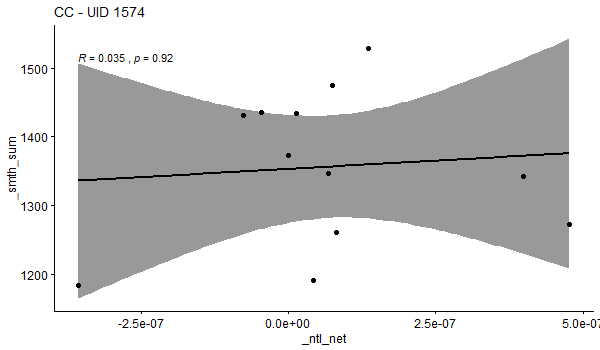 CC - UID 1574
R = 0.035 , p = 0.92
1500
1400
1300
1200
_smth_sum
-2.5e-07 0.0e+00 2.5e-07 5.0e-07
_ntl_net